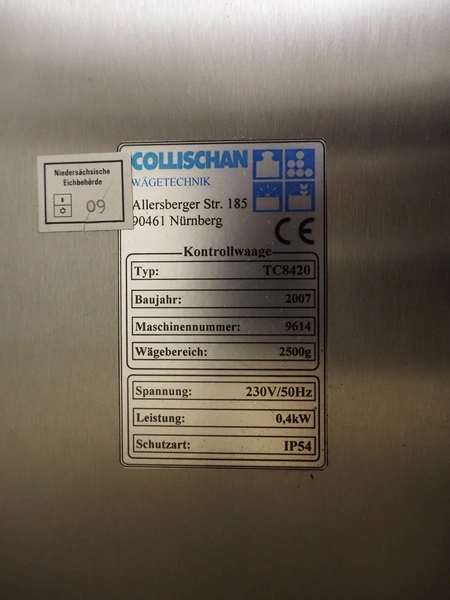 Niedersächsische
Eichbehörde
09
COLLISCHAN
WÄGETECHNIK
Allersberger Str. 185
90461 Nürnberg
CE
Kontrollwaage
Typ: TC8420
Baujahr: 2007
Maschinennummer: 9614
Wägebereich: 2500g
Spannung: 230V/50Hz
Leistung: 0,4kW
Schutzart: IP54